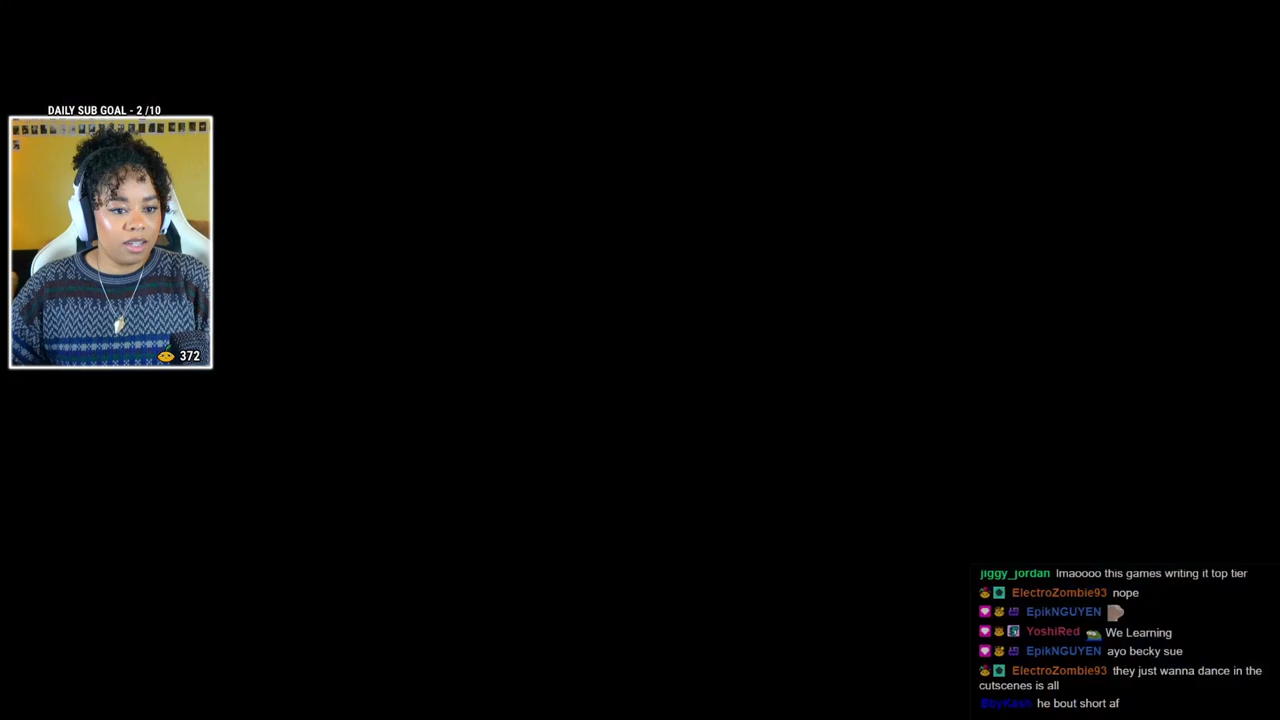 DAILY SUB GOAL - 2 /10
372
jiggy_jordan lmaoooo this games writing it top tier
ElectroZombie93 nope
EpikNGUYEN
YoshiRed We Learning
EpikNGUYEN ayo becky sue
ElectroZombie93 they just wanna dance in the
cutscenes is all
BbyKash he bout short af